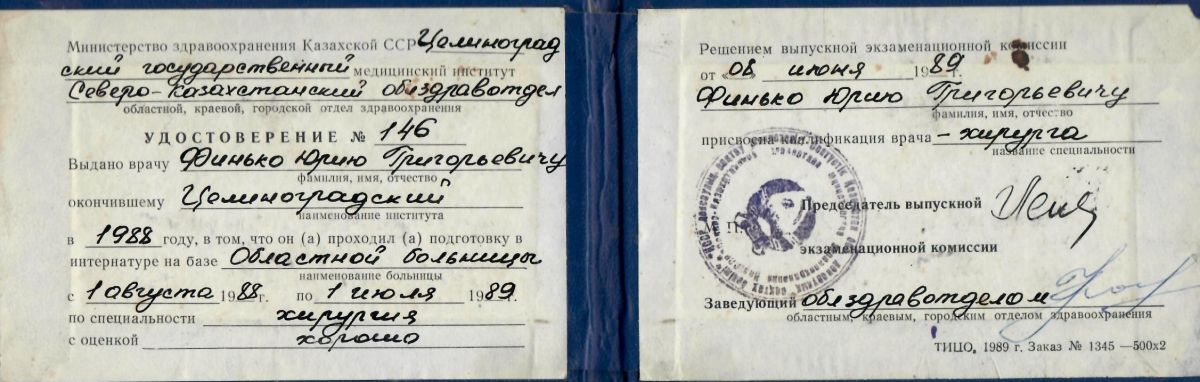 Министерство здравоохранения Казахской ССР Целиноград
ский государственный медицинский институт
Северо-Казахстанский облздравотдел
областной, краевой, городской отдел здравоохранения
УДОСТОВЕРЕНИЕ № 146
Выдано врачу Финько Юрию Григорьевичу
фамилия, имя, отчество
окончившему Целиноградский
наименование института
в 1988 году, в том, что он (а) проходил (а) подготовку в
интернатуре на базе Областной больницы
наименование больницы
с 1 августа 1988г. по 1 июля 1989г.
по специальности хирургия
с оценкой хорошо
Решением выпускной экзаменационной комиссии
от «08» июня 1989г.
Финько Юрию Григорьевичу
фамилия, имя, отчество
присвоена квалификация врача – хирурга
название специальности
Председатель выпускной
М. П.
экзаменационной комиссии
Заведующий облздравотделом
областным, краевым, городским отделом здравоохранения
ТИЦО, 1989 г. Заказ № 1345 —500х2